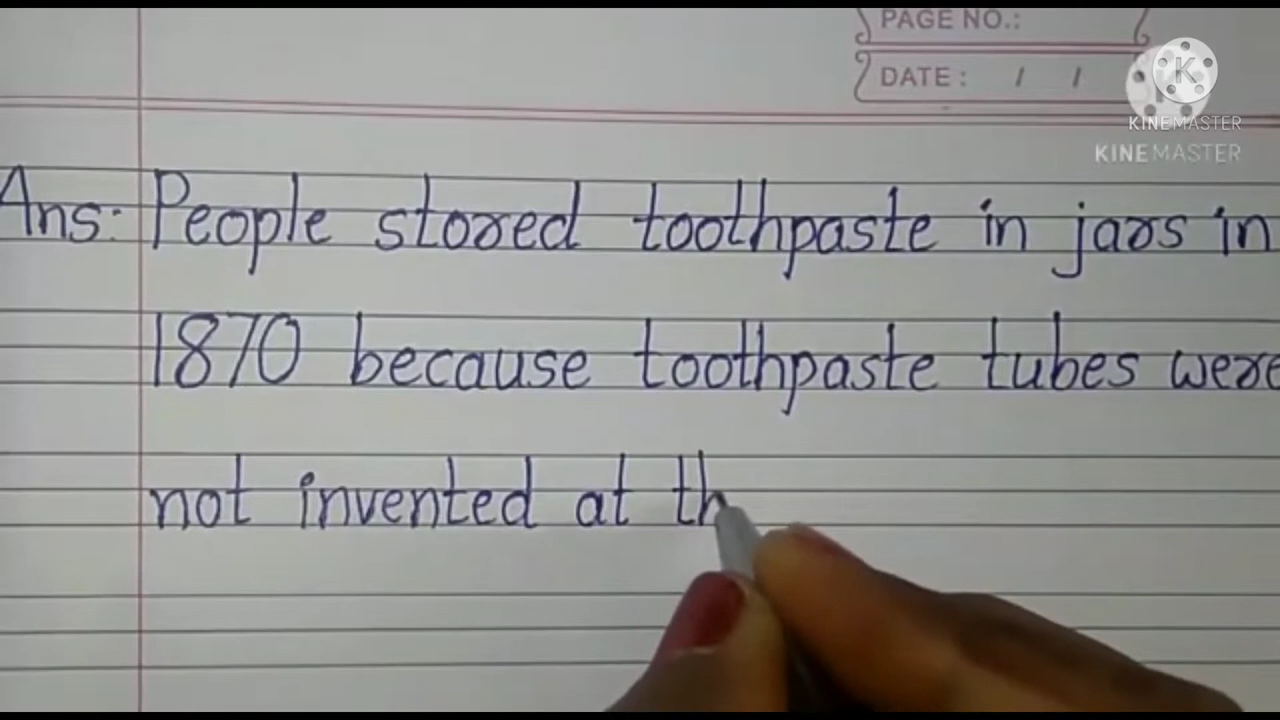 PAGE NO.:
DATE : / /
KINEMASTER
KINEMASTER
Ans: People stored toothpaste in jars in
1870 because toothpaste tubes were
not invented at th